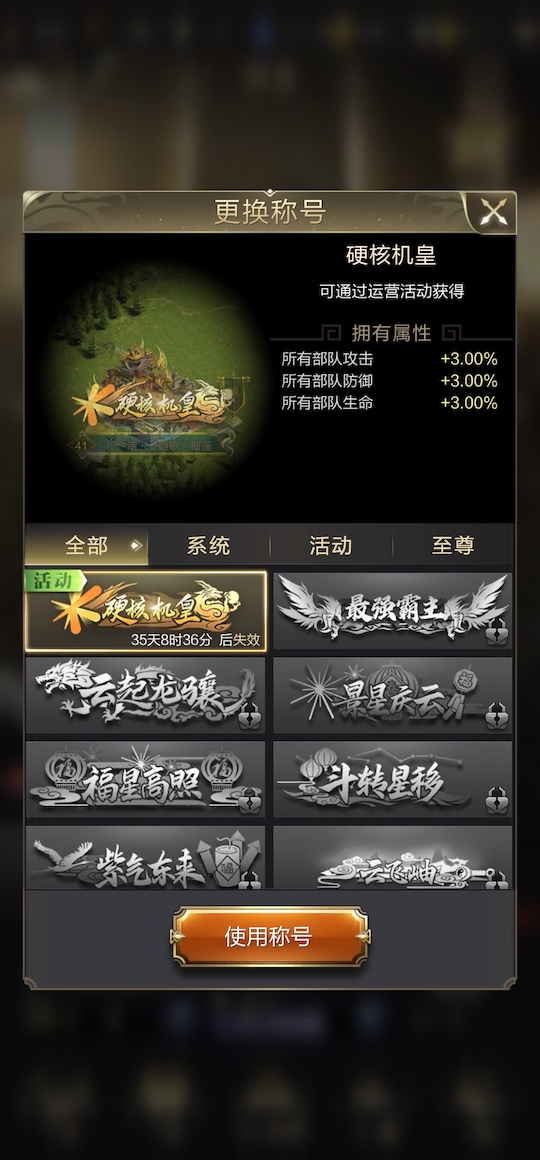 更换称号
硬核机皇
可通过运营活动获得
拥有属性
所有部队攻击 +3.00%
所有部队防御 +3.00%
所有部队生命 +3.00%
硬核机皇
41
全部 系统 活动 至尊
活动
硬核机皇
35天8时36分 后失效
最强霸主
云起龙骧
景星庆云
福星高照
斗转星移
紫气东来
云飞岫
使用称号